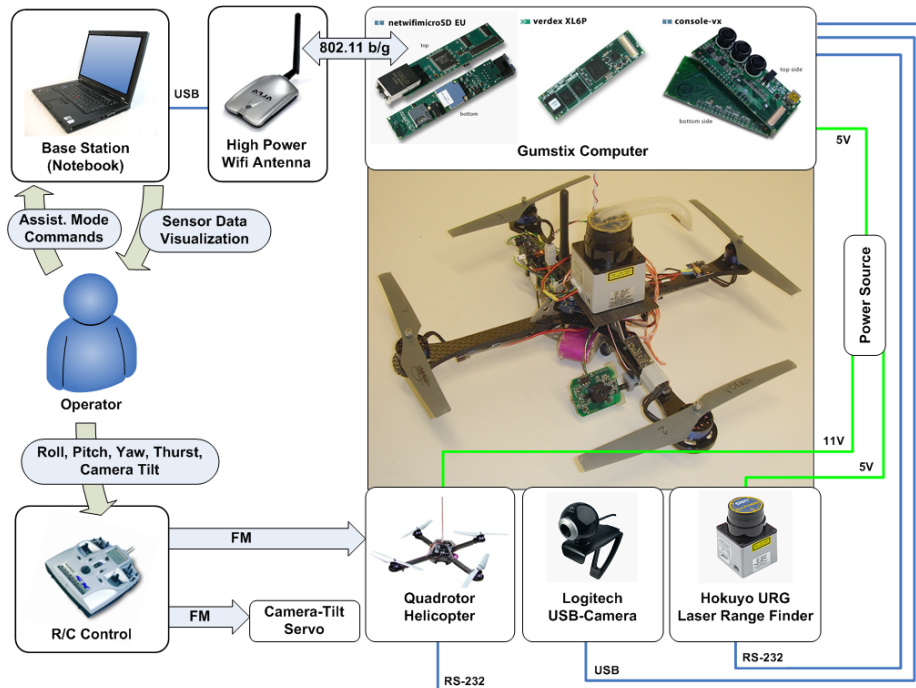 netwifimicroSD EU
verdex XL6P
console-vx
top
802.11 b/g
top side
USB
bottom
bottom side
Base Station
(Notebook)
High Power
Wifi Antenna
Gumstix Computer
5V
Assist. Mode
Commands
Sensor Data
Visualization
Power Source
Operator
Roll, Pitch, Yaw, Thurst,
Camera Tilt
11V
5V
FM
R/C Control
FM
Camera-Tilt
Servo
Quadrotor
Helicopter
Logitech
USB-Camera
Hokuyo URG
Laser Range Finder
RS-232
USB
RS-232